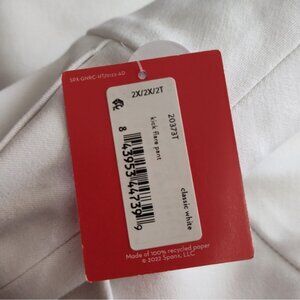 2X/2X/2T
20373T
kick flare pant
classic white
8 43953 44739 9
Made of 100% recycled paper
© 2022 Spanx, LLC